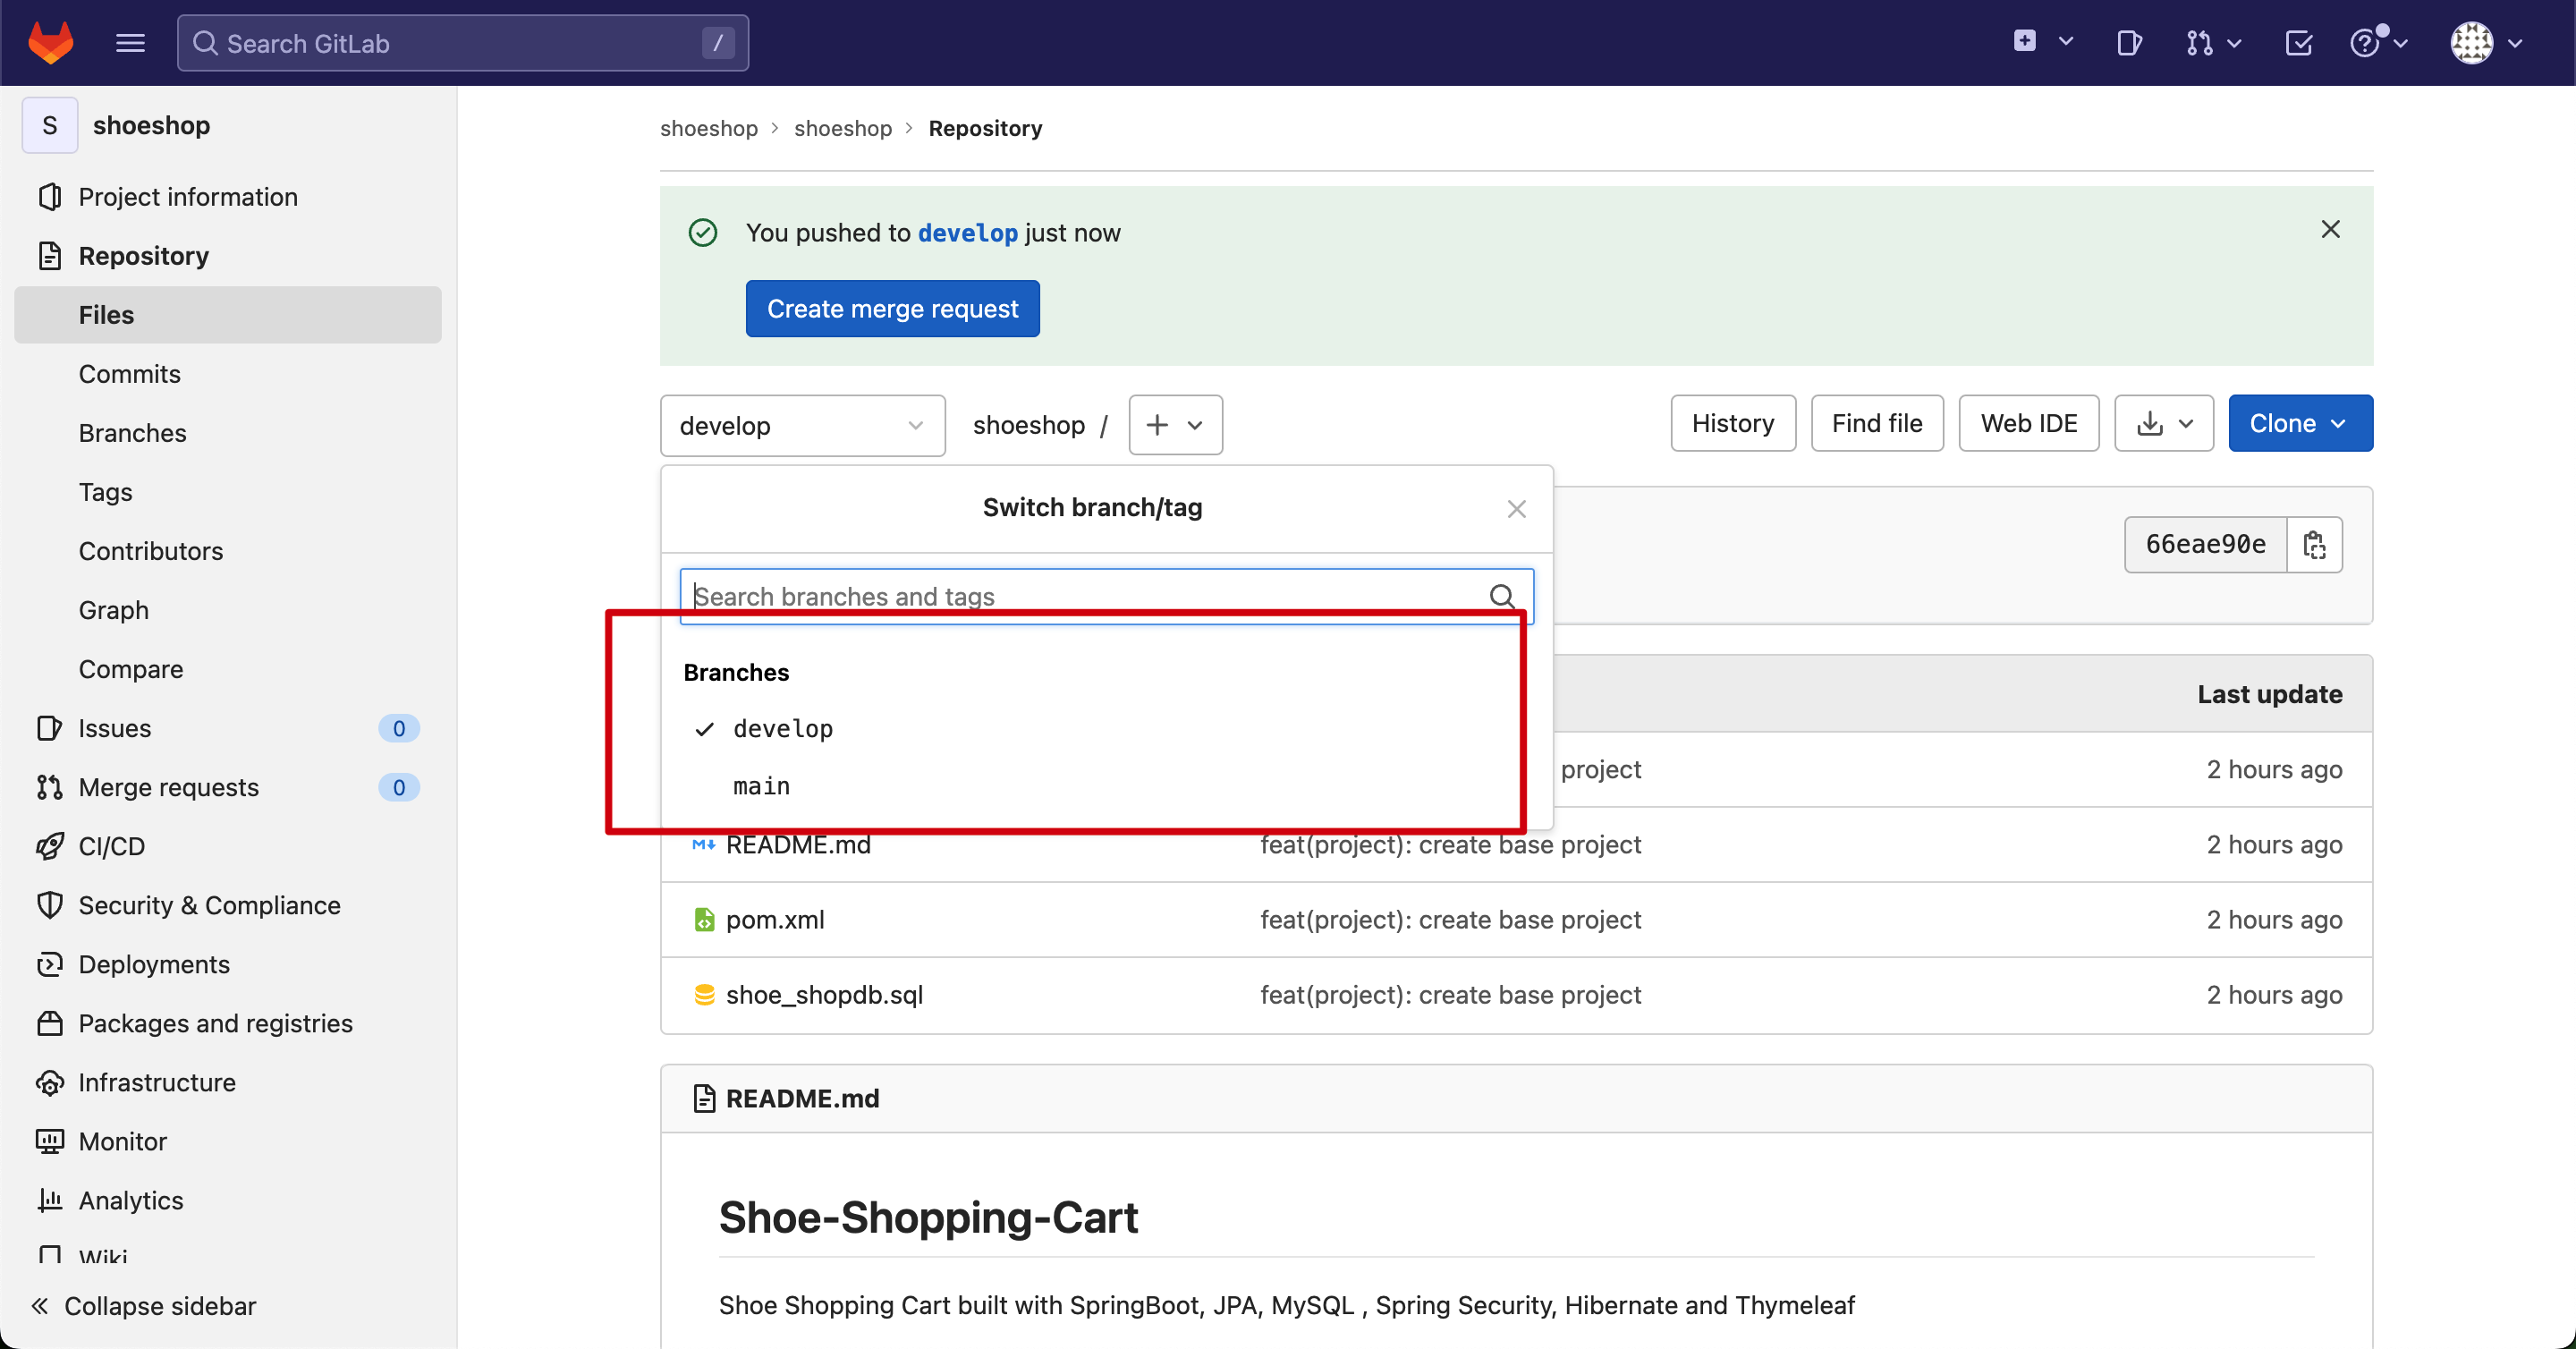 Search GitLab /
S shoeshop
Project information
Repository
Files
Commits
Branches
Tags
Contributors
Graph
Compare
Issues 0
Merge requests 0
CI/CD
Security & Compliance
Deployments
Packages and registries
Infrastructure
Monitor
Analytics
Wiki
Collapse sidebar
shoeshop > shoeshop > Repository
You pushed to develop just now
Create merge request
develop shoeshop / + History Find file Web IDE Clone
Switch branch/tag
66eae90e
Search branches and tags
Branches
Last update
develop
project 2 hours ago
main
README.md feat(project): create base project 2 hours ago
pom.xml feat(project): create base project 2 hours ago
shoe_shopdb.sql feat(project): create base project 2 hours ago
README.md
Shoe-Shopping-Cart
Shoe Shopping Cart built with SpringBoot, JPA, MySQL , Spring Security, Hibernate and Thymeleaf